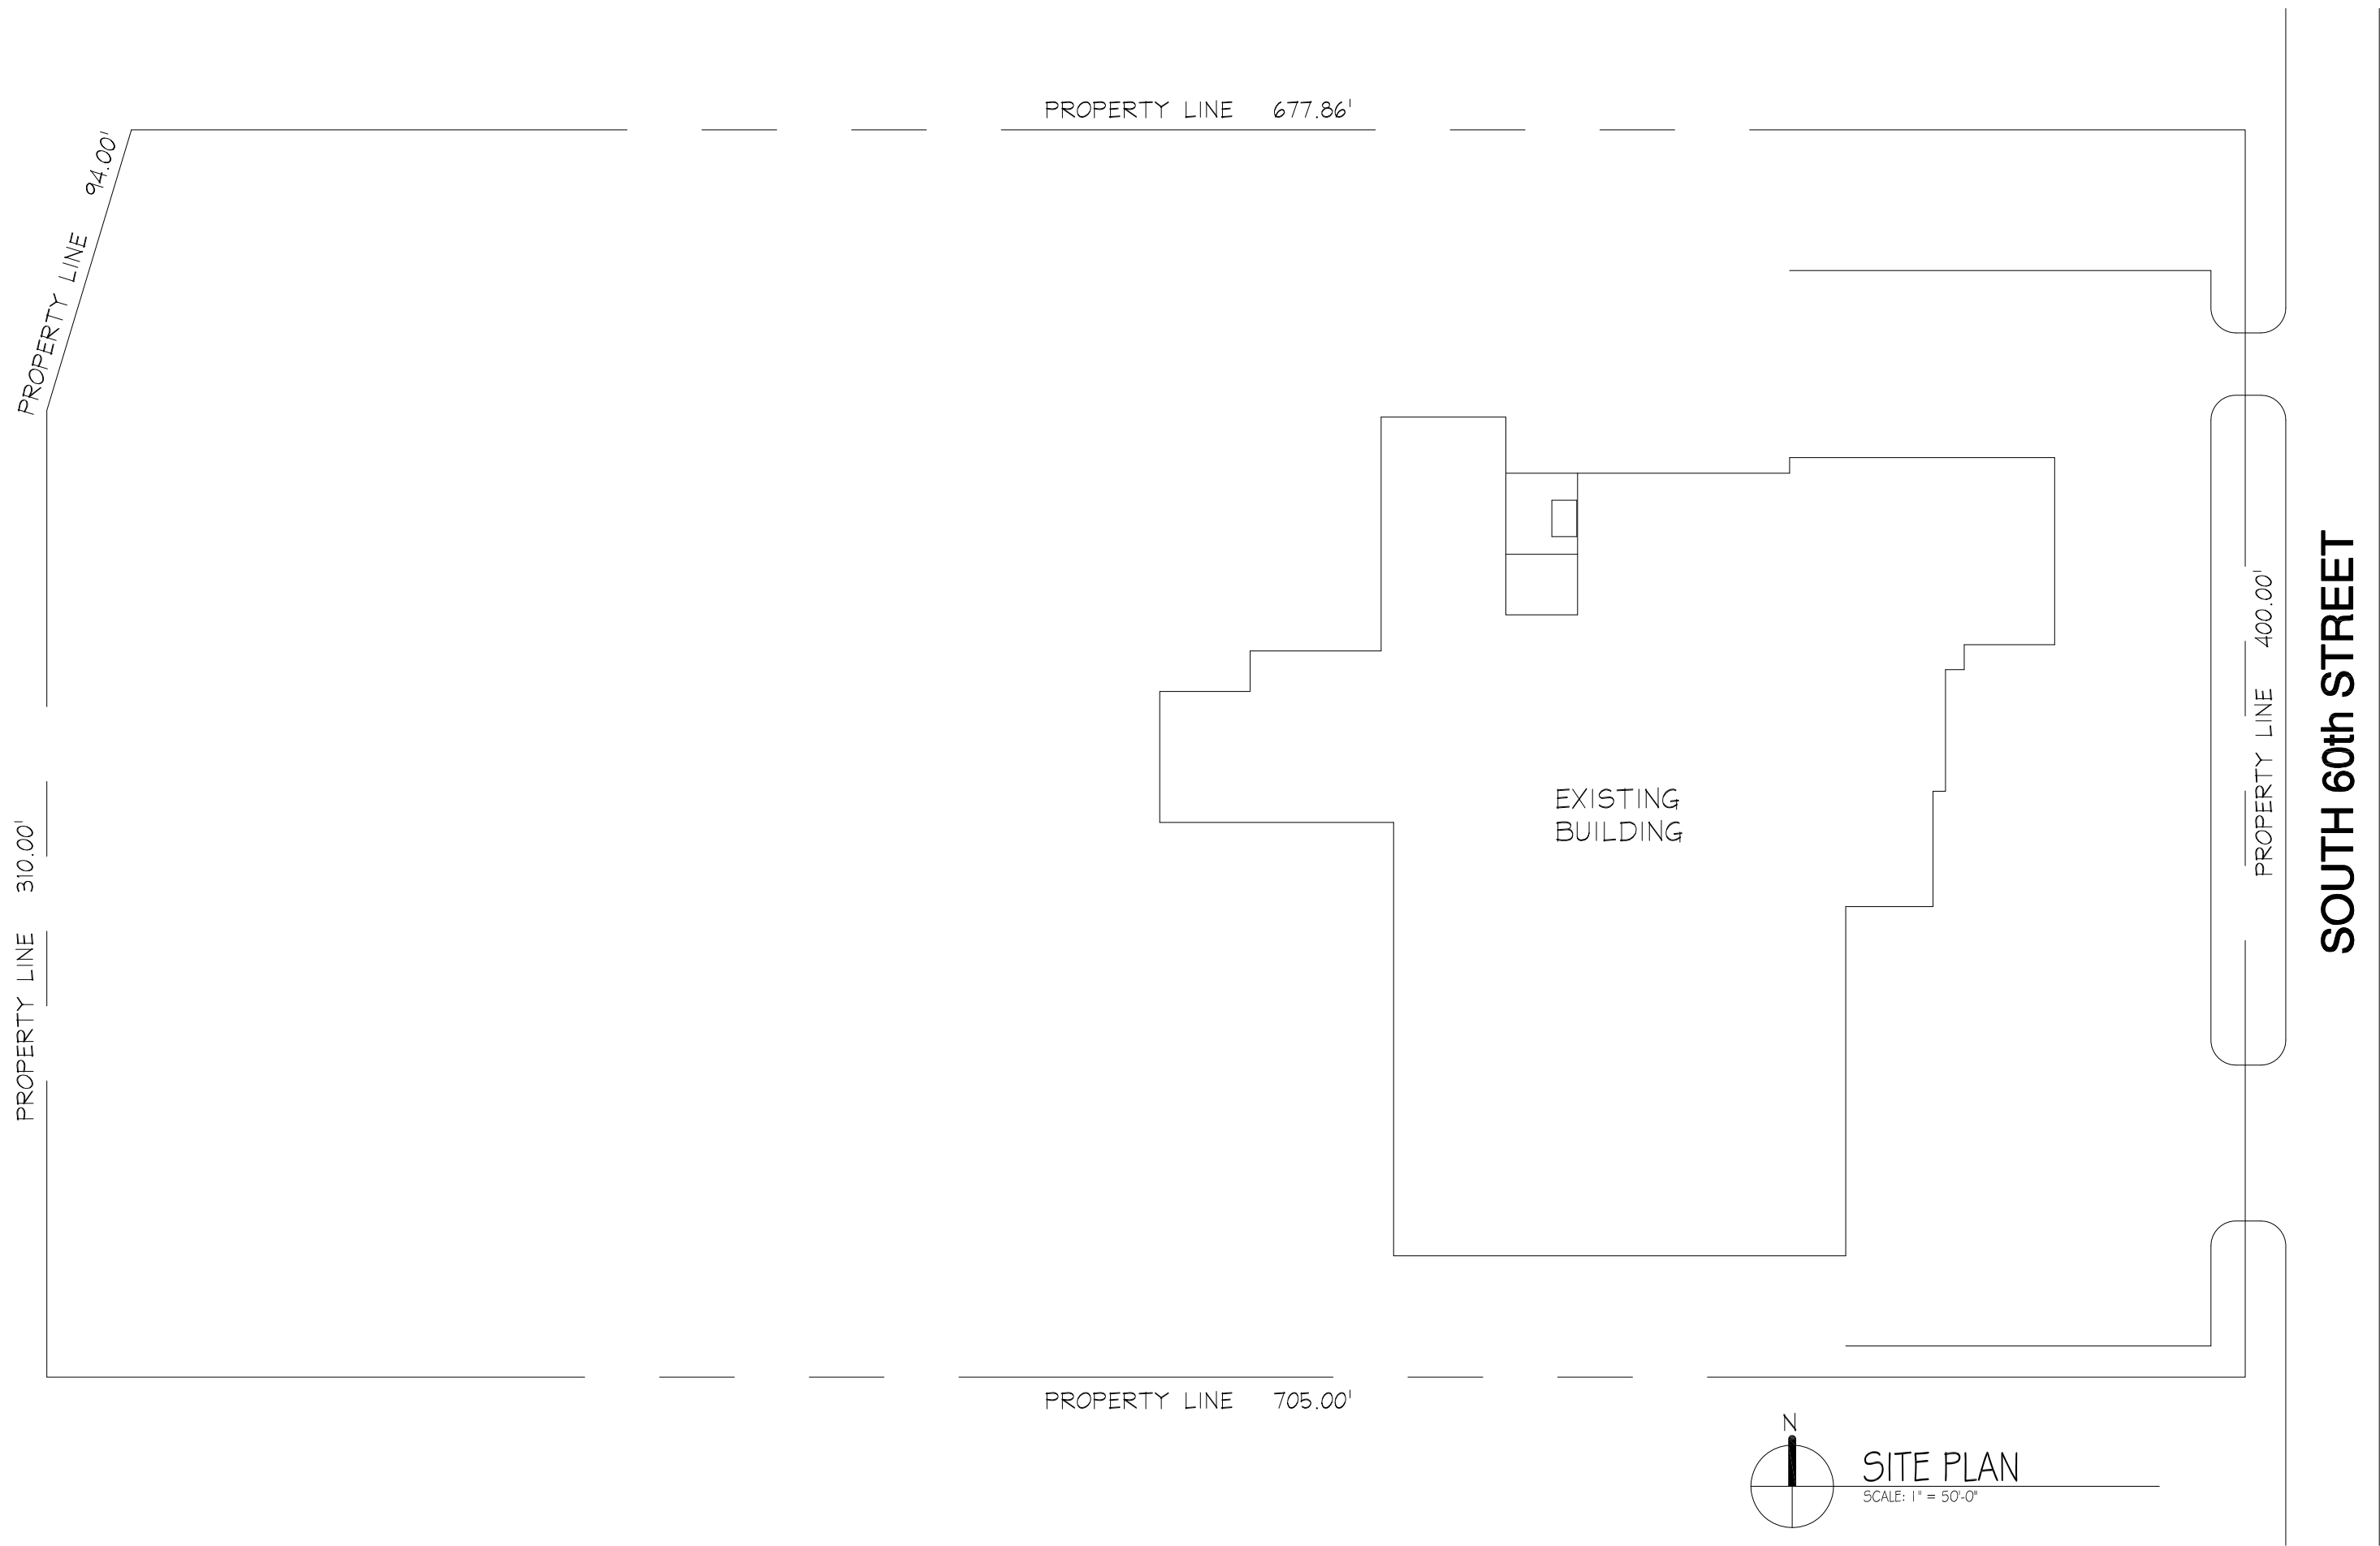 PROPERTY LINE 677.86'
PROPERTY LINE 94.00'
PROPERTY LINE 310.00'
EXISTING
BUILDING
PROPERTY LINE 400.00'
SOUTH 60th STREET
PROPERTY LINE 705.00'
N
SITE PLAN
SCALE: 1" = 50'-0"